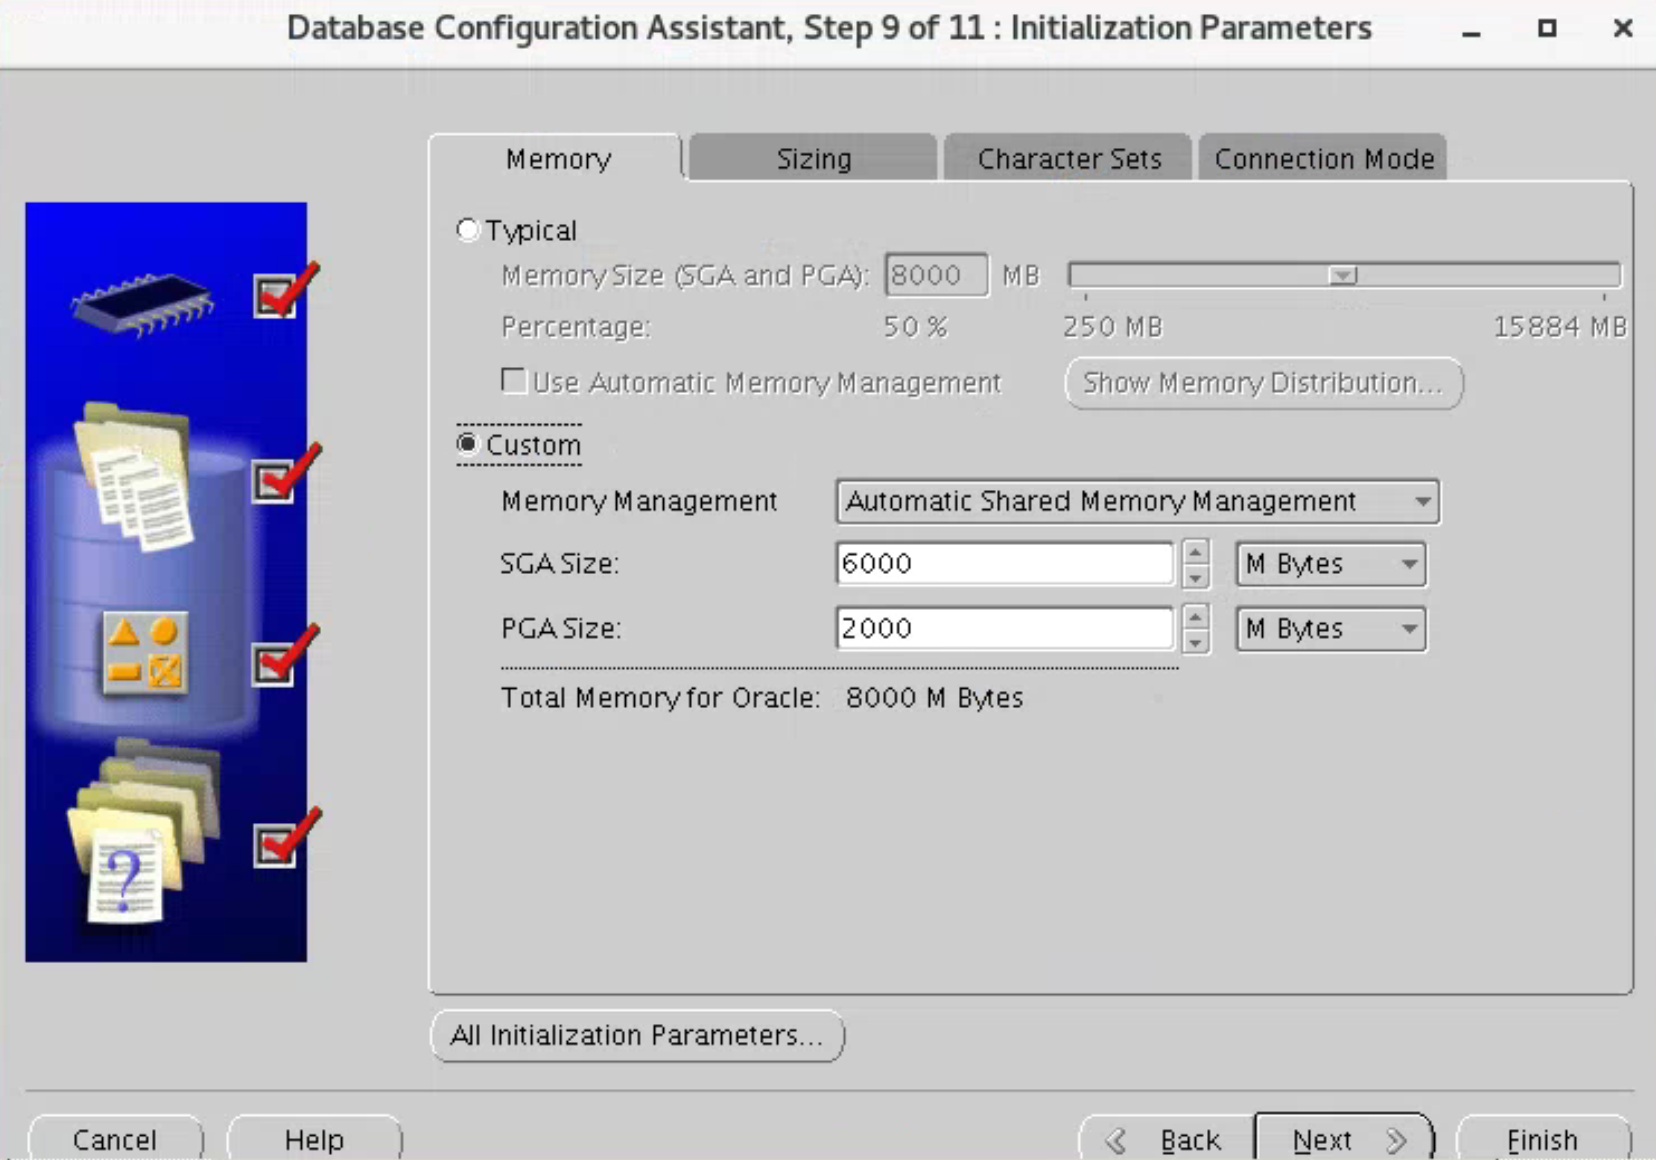 Database Configuration Assistant, Step 9 of 11 : Initialization Parameters
Memory Sizing Character Sets Connection Mode
Typical
Memory Size (SGA and PGA): 8000 MB
Percentage: 50 % 250 MB 15884 MB
Use Automatic Memory Management Show Memory Distribution...
Custom
Memory Management Automatic Shared Memory Management
SGA Size: 6000 M Bytes
PGA Size: 2000 M Bytes
Total Memory for Oracle: 8000 M Bytes
?
All Initialization Parameters...
Cancel Help Back Next Finish